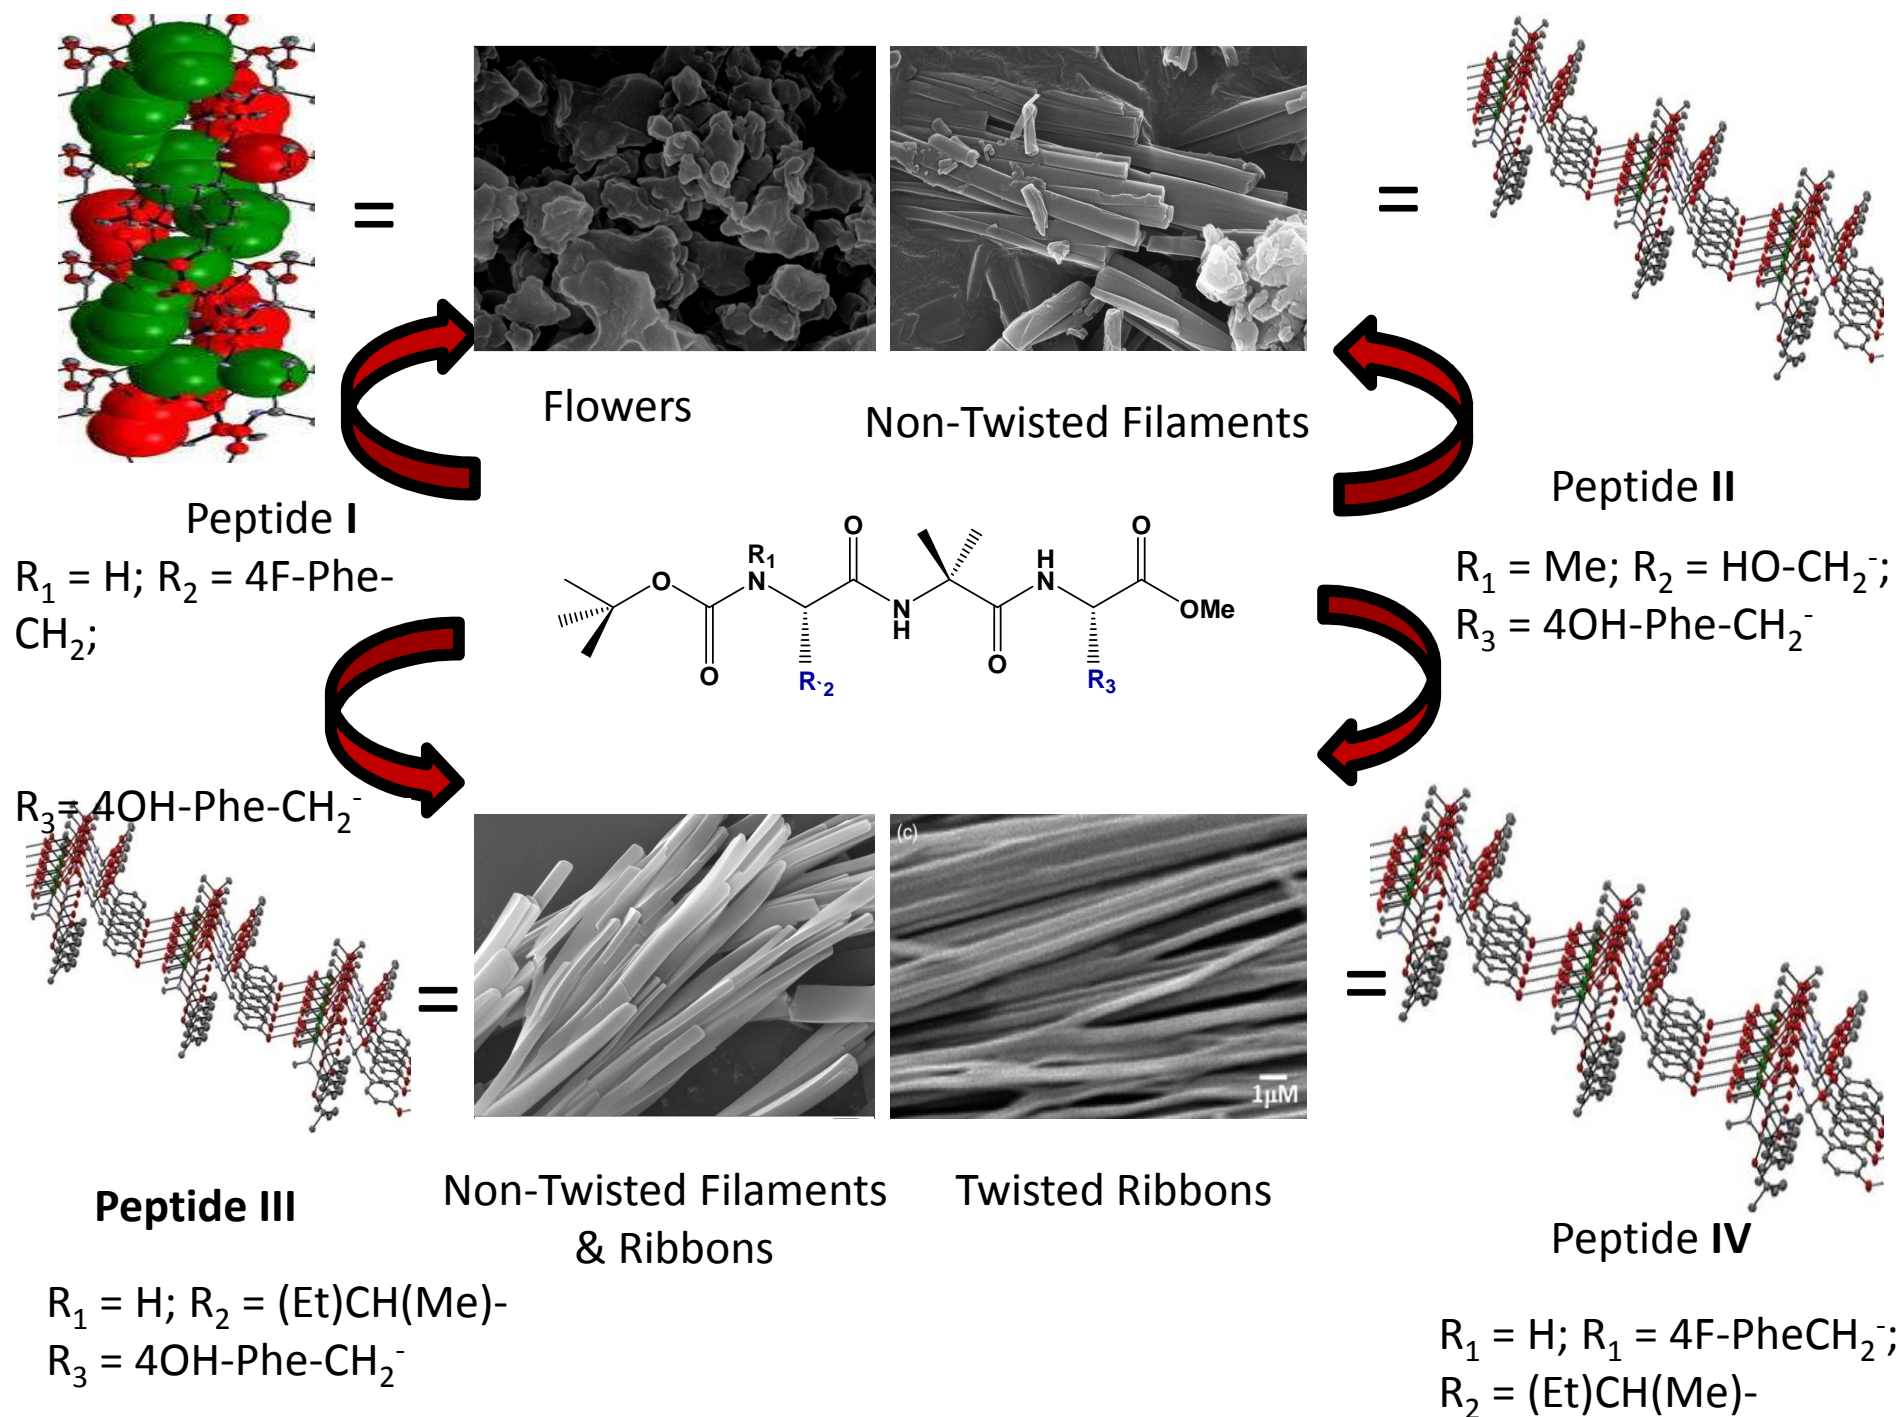 =
=
Flowers
Non-Twisted Filaments
Peptide I
R₁ = H; R₂ = 4F-Phe-
CH₂;
R₃= 4OH-Phe-CH₂⁻
Peptide II
R₁ = Me; R₂ = HO-CH₂⁻;
R₃ = 4OH-Phe-CH₂⁻
O
O
R₁
H
O
N
N
OMe
N
H
O
O
R`₂
R₃
(c)
1μM
=
=
Peptide III
Non-Twisted Filaments
& Ribbons
Twisted Ribbons
R₁ = H; R₂ = (Et)CH(Me)-
R₃ = 4OH-Phe-CH₂⁻
Peptide IV
R₁ = H; R₁ = 4F-PheCH₂⁻;
R₂ = (Et)CH(Me)-